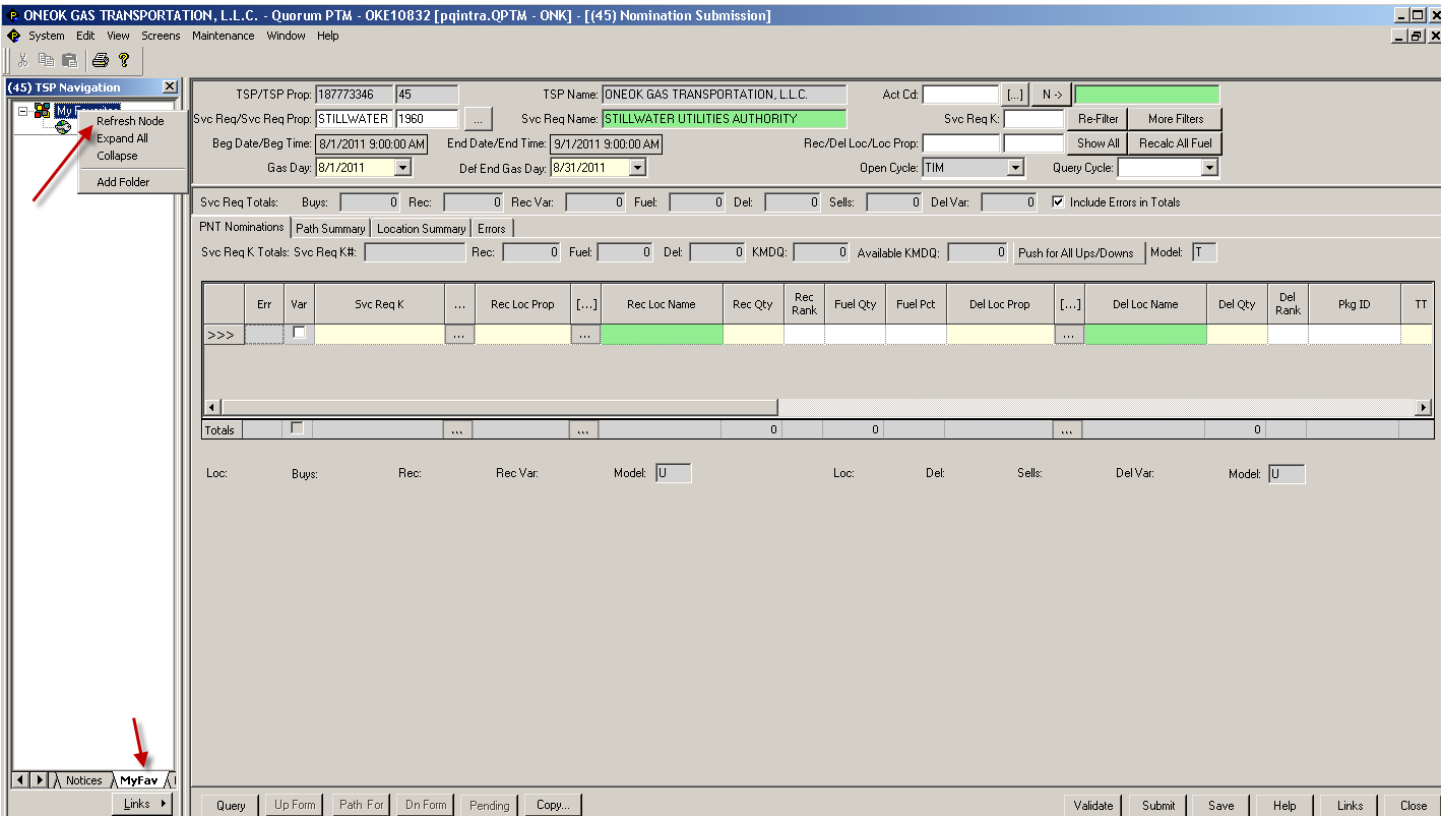 ONEOK GAS TRANSPORTATION, L.L.C. - Quorum PTM - OKE10832 [pqintra.QPTM - ONK] - [(45) Nomination Submission]
System Edit View Screens Maintenance Window Help
(45) TSP Navigation
My Favorites
Refresh Node
Expand All
Collapse
Add Folder
TSP/TSP Prop: 187773346 45 TSP Name: ONEOK GAS TRANSPORTATION, L.L.C. Act Cd: [...] N ->
Svc Req/Svc Req Prop: STILLWATER 1960 ... Svc Req Name: STILLWATER UTILITIES AUTHORITY Svc Req K: Re-Filter More Filters
Beg Date/Beg Time: 8/1/2011 9:00:00 AM End Date/End Time: 9/1/2011 9:00:00 AM Rec/Del Loc/Loc Prop: Show All Recalc All Fuel
Gas Day: 8/1/2011 Def End Gas Day: 8/31/2011 Open Cycle: TIM Query Cycle:
Svc Req Totals: Buys: 0 Rec: 0 Rec Var: 0 Fuel: 0 Del: 0 Sells: 0 Del Var: 0 Include Errors in Totals
PNT Nominations Path Summary Location Summary Errors
Svc Req K Totals: Svc Req K#: Rec: 0 Fuel: 0 Del: 0 KMDQ: 0 Available KMDQ: 0 Push for All Ups/Downs Model: T
Err Var Svc Req K ... Rec Loc Prop [...] Rec Loc Name Rec Qty Rec Rank Fuel Qty Fuel Pct Del Loc Prop [...] Del Loc Name Del Qty Del Rank Pkg ID TT
>>> ... ... ...
Totals ... ... 0 0 ... 0
Loc: Buys: Rec: Rec Var: Model: U Loc: Del: Sells: Del Var: Model: U
Notices MyFav
Links
Query Up Form Path For Dn Form Pending Copy... Validate Submit Save Help Links Close